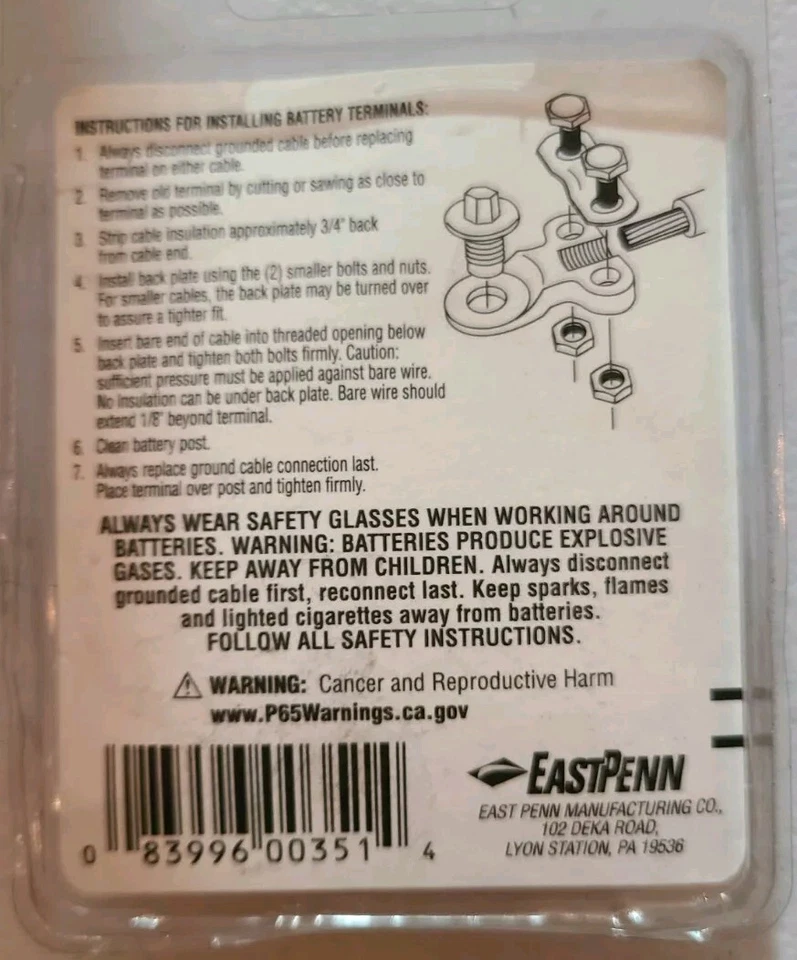 INSTRUCTIONS FOR INSTALLING BATTERY TERMINALS:
1. Always disconnect grounded cable before replacing
terminal on either cable.
2. Remove old terminal by cutting or sawing as close to
terminal as possible.
3. Strip cable insulation approximately 3/4" back
from cable end.
4. Install back plate using the (2) smaller bolts and nuts.
For smaller cables, the back plate may be turned over
to assure a tighter fit.
5. Insert bare end of cable into threaded opening below
back plate and tighten both bolts firmly. Caution:
sufficient pressure must be applied against bare wire.
No insulation can be under back plate. Bare wire should
extend 1/8" beyond terminal.
6. Clean battery post.
7. Always replace ground cable connection last.
Place terminal over post and tighten firmly.
ALWAYS WEAR SAFETY GLASSES WHEN WORKING AROUND
BATTERIES. WARNING: BATTERIES PRODUCE EXPLOSIVE
GASES. KEEP AWAY FROM CHILDREN. Always disconnect
grounded cable first, reconnect last. Keep sparks, flames
and lighted cigarettes away from batteries.
FOLLOW ALL SAFETY INSTRUCTIONS.
WARNING: Cancer and Reproductive Harm
www.P65Warnings.ca.gov
EASTPENN
EAST PENN MANUFACTURING CO.,
102 DEKA ROAD,
LYON STATION, PA 19536
0 83996 00351 4